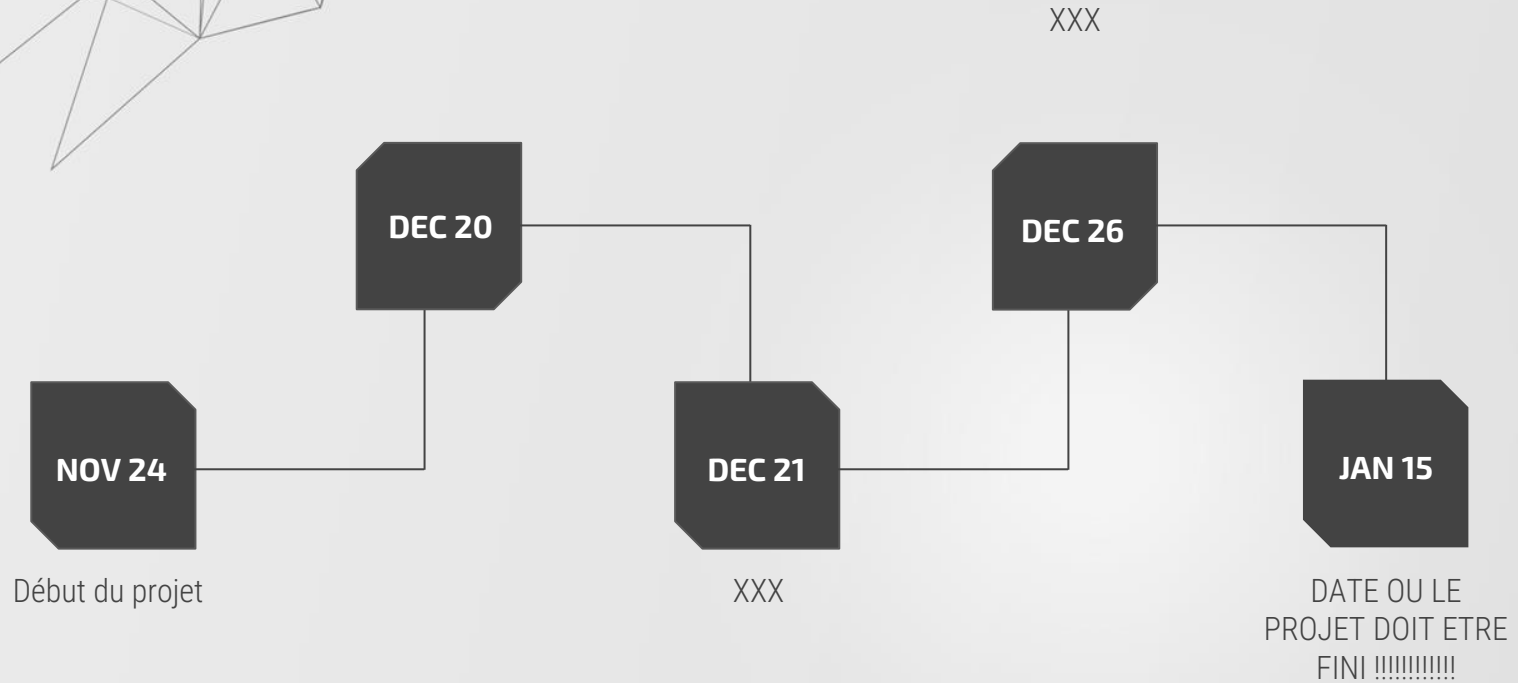 XXX
DEC 20
DEC 26
NOV 24
DEC 21
JAN 15
Début du projet
XXX
DATE OU LE
PROJET DOIT ETRE
FINI !!!!!!!!!!!!